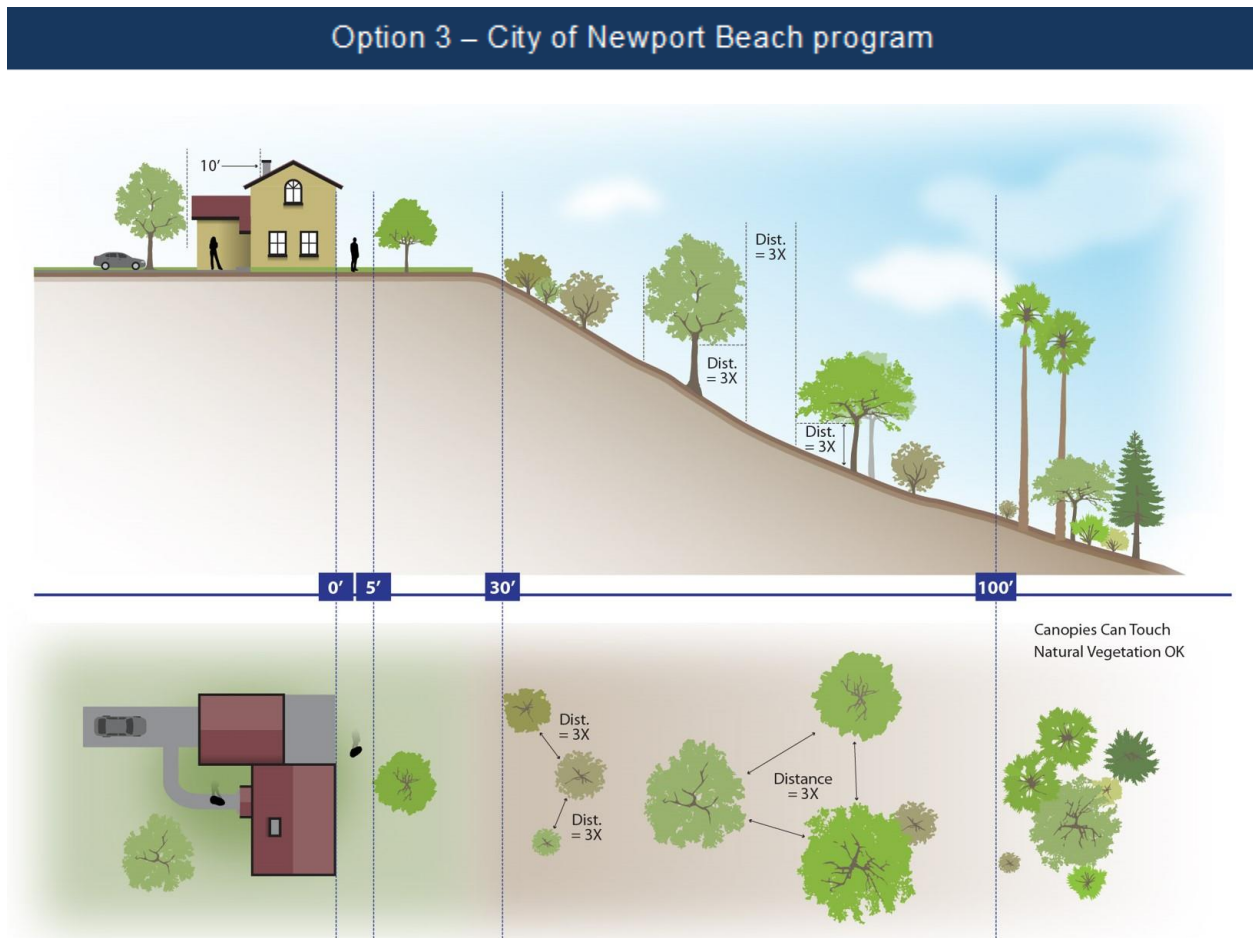 Option 3 – City of Newport Beach program
10'
Dist.
= 3X
Dist.
= 3X
Dist.
= 3X
0'
5'
30'
100'
Canopies Can Touch
Natural Vegetation OK
Dist.
= 3X
Distance
= 3X
Dist.
= 3X